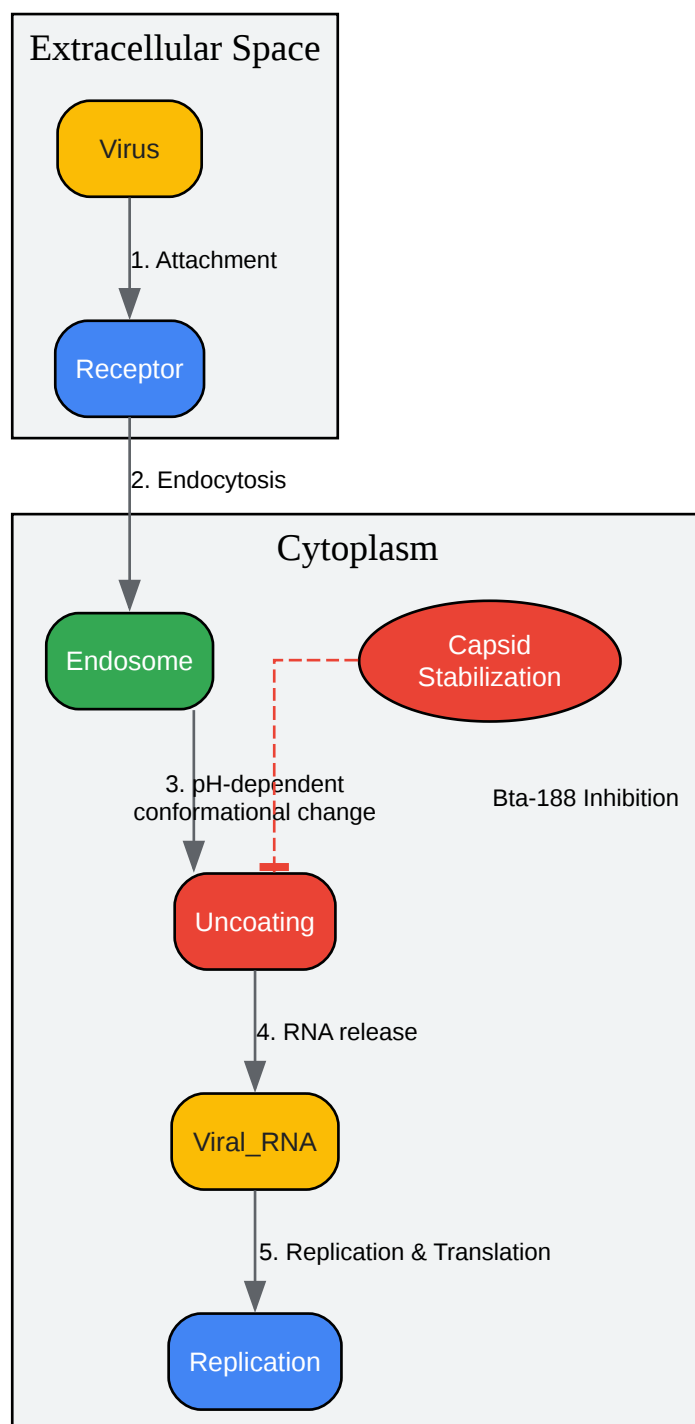 Extracellular Space
Virus
1. Attachment
Receptor
2. Endocytosis
Cytoplasm
Endosome
Capsid
Stabilization
3. pH-dependent
conformational change
Bta-188 Inhibition
Uncoating
4. RNA release
Viral_RNA
5. Replication & Translation
Replication